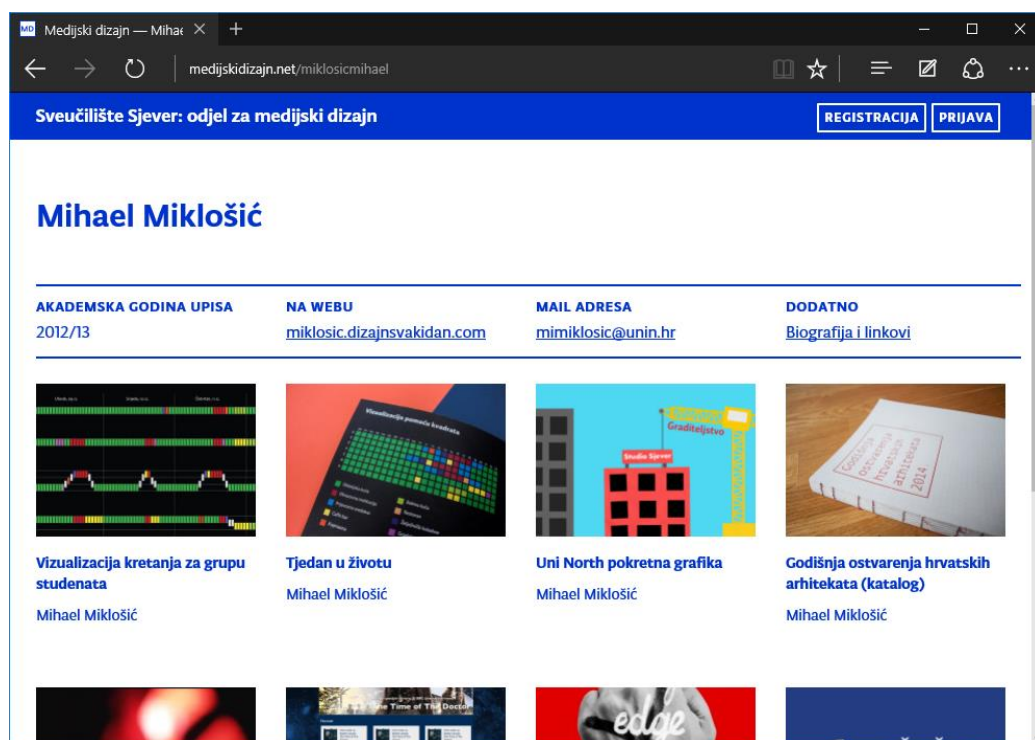 MD Medijski dizajn — Mihae
medijskidizajn.net/miklosicmihael
Sveučilište Sjever: odjel za medijski dizajn
REGISTRACIJA PRIJAVA
Mihael Miklošić
AKADEMSKA GODINA UPISA
2012/13
NA WEBU
miklosic.dizajnsvakidan.com
MAIL ADRESA
mimiklosic@unin.hr
DODATNO
Biografija i linkovi
Vizualizacija kretanja za grupu
studenata
Mihael Miklošić
Vizualizacija pomoću kvadrata
Tjedan u životu
Mihael Miklošić
Graditeljstvo
Studio Sjever
Uni North pokretna grafika
Mihael Miklošić
Godišnja
ostvarenja
hrvatskih
arhitekata
2014
Godišnja ostvarenja hrvatskih
arhitekata (katalog)
Mihael Miklošić
Time of The Doctor
edge